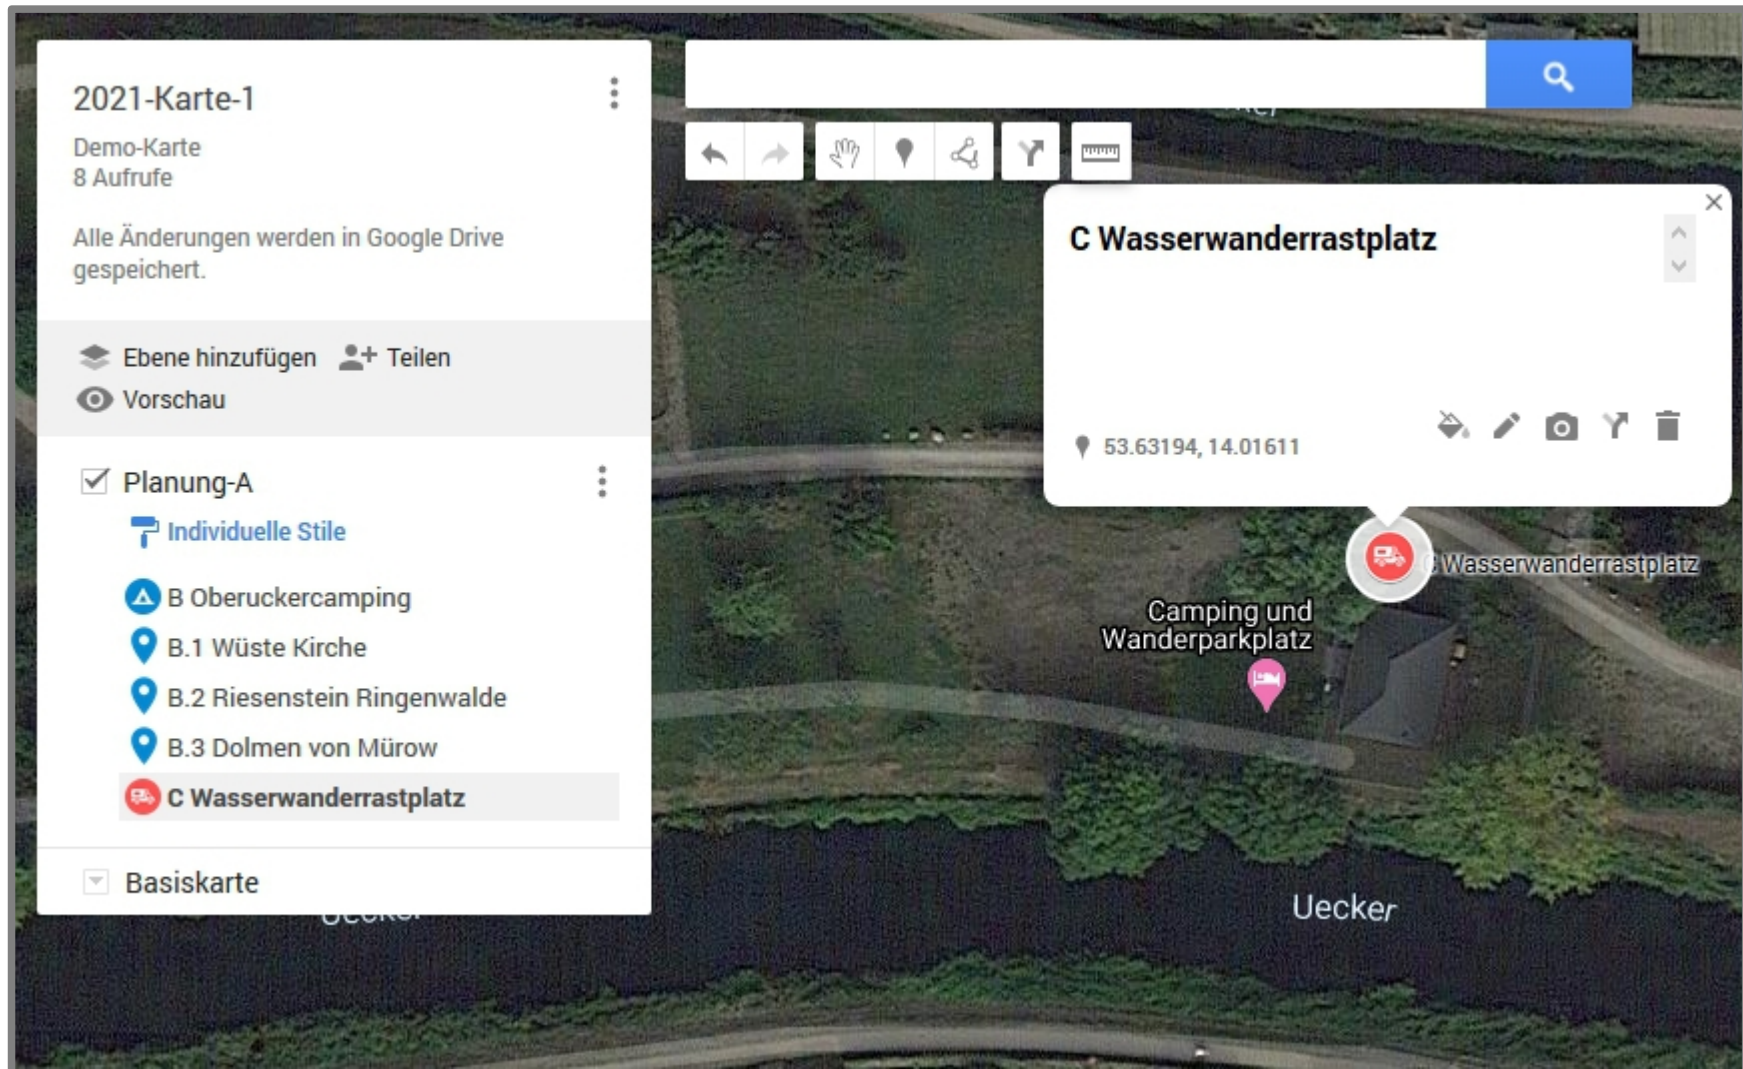 2021-Karte-1
Demo-Karte
8 Aufrufe
Alle Änderungen werden in Google Drive
gespeichert.
Ebene hinzufügen
Teilen
Vorschau
Planung-A
Individuelle Stile
B Oberuckercamping
B.1 Wüste Kirche
B.2 Riesenstein Ringenwalde
B.3 Dolmen von Mürow
C Wasserwanderrastplatz
Basiskarte
C Wasserwanderrastplatz
53.63194, 14.01611
C Wasserwanderrastplatz
Camping und
Wanderparkplatz
Uecker